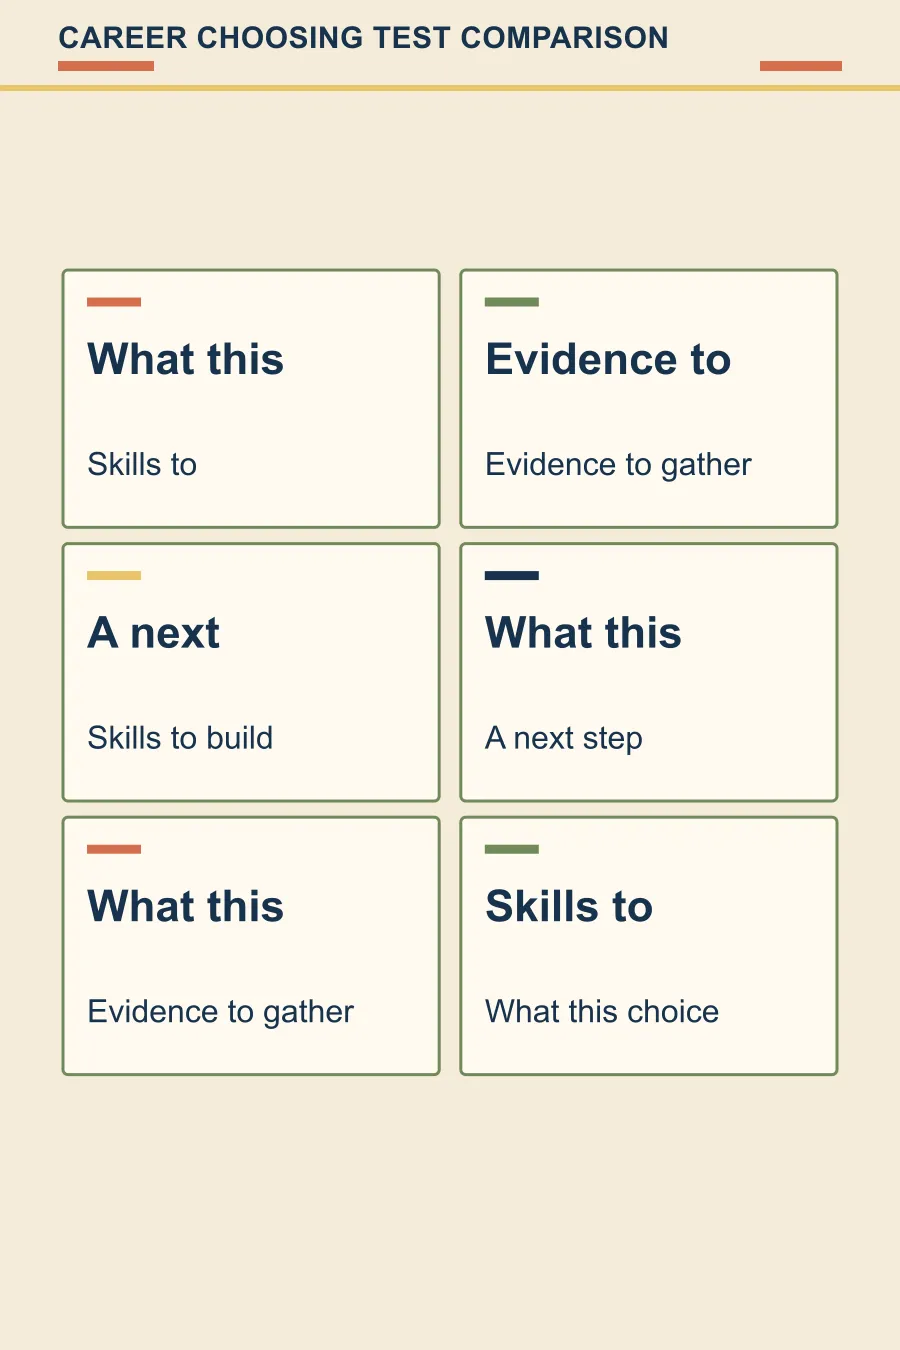 CAREER CHOOSING TEST COMPARISON
What this
Skills to
Evidence to
Evidence to gather
A next
Skills to build
What this
A next step
What this
Evidence to gather
Skills to
What this choice